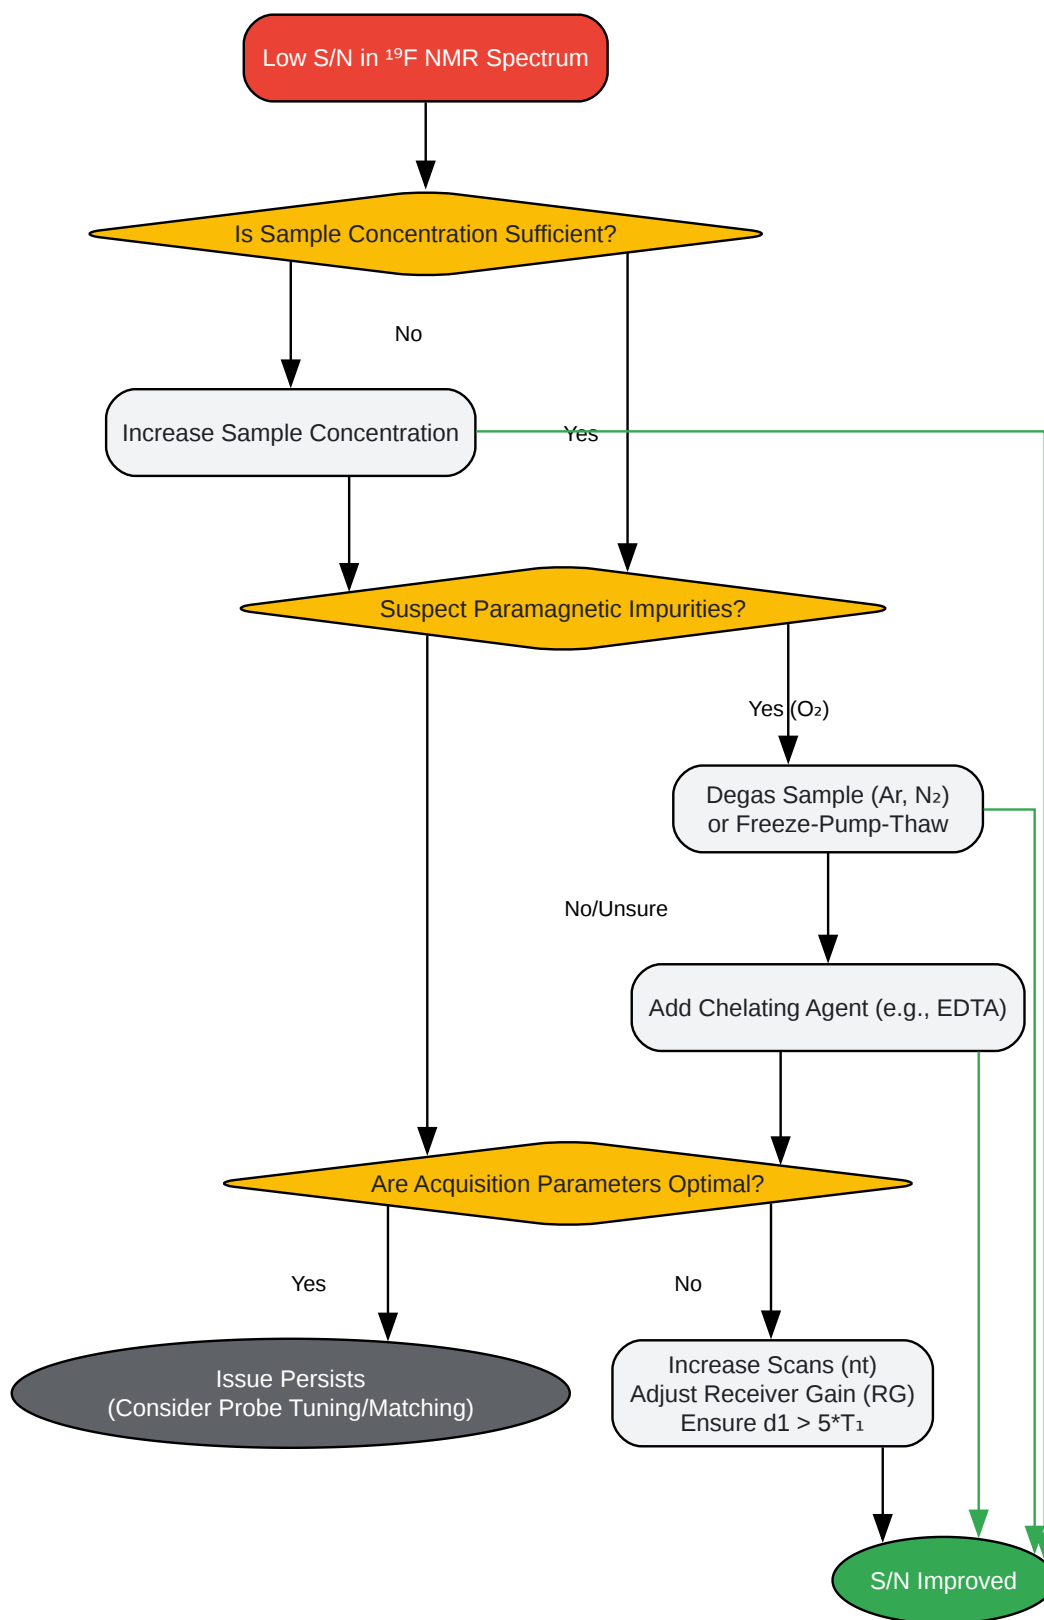 Low S/N in ¹⁹F NMR Spectrum
Is Sample Concentration Sufficient?
No
Increase Sample Concentration
Yes
Suspect Paramagnetic Impurities?
Yes (O₂)
Degas Sample (Ar, N₂)
or Freeze-Pump-Thaw
No/Unsure
Add Chelating Agent (e.g., EDTA)
Are Acquisition Parameters Optimal?
Yes
No
Issue Persists
(Consider Probe Tuning/Matching)
Increase Scans (nt)
Adjust Receiver Gain (RG)
Ensure d1 > 5*T₁
S/N Improved